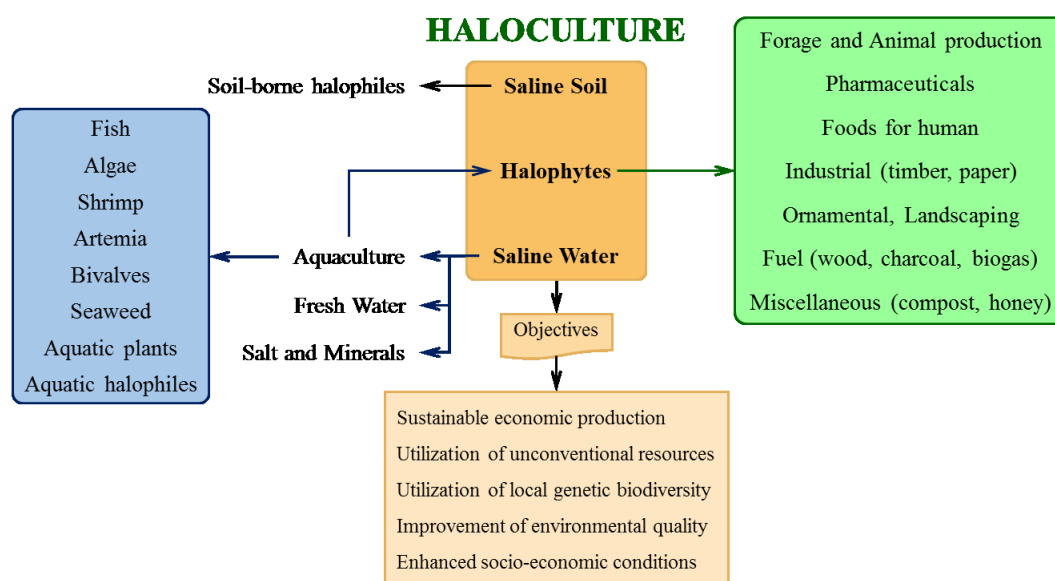 HALOCULTURE
Soil-borne halophiles
Saline Soil
Halophytes
Saline Water
Aquaculture
Fresh Water
Salt and Minerals
Fish
Algae
Shrimp
Artemia
Bivalves
Seaweed
Aquatic plants
Aquatic halophiles
Forage and Animal production
Pharmaceuticals
Foods for human
Industrial (timber, paper)
Ornamental, Landscaping
Fuel (wood, charcoal, biogas)
Miscellaneous (compost, honey)
Objectives
Sustainable economic production
Utilization of unconventional resources
Utilization of local genetic biodiversity
Improvement of environmental quality
Enhanced socio-economic conditions